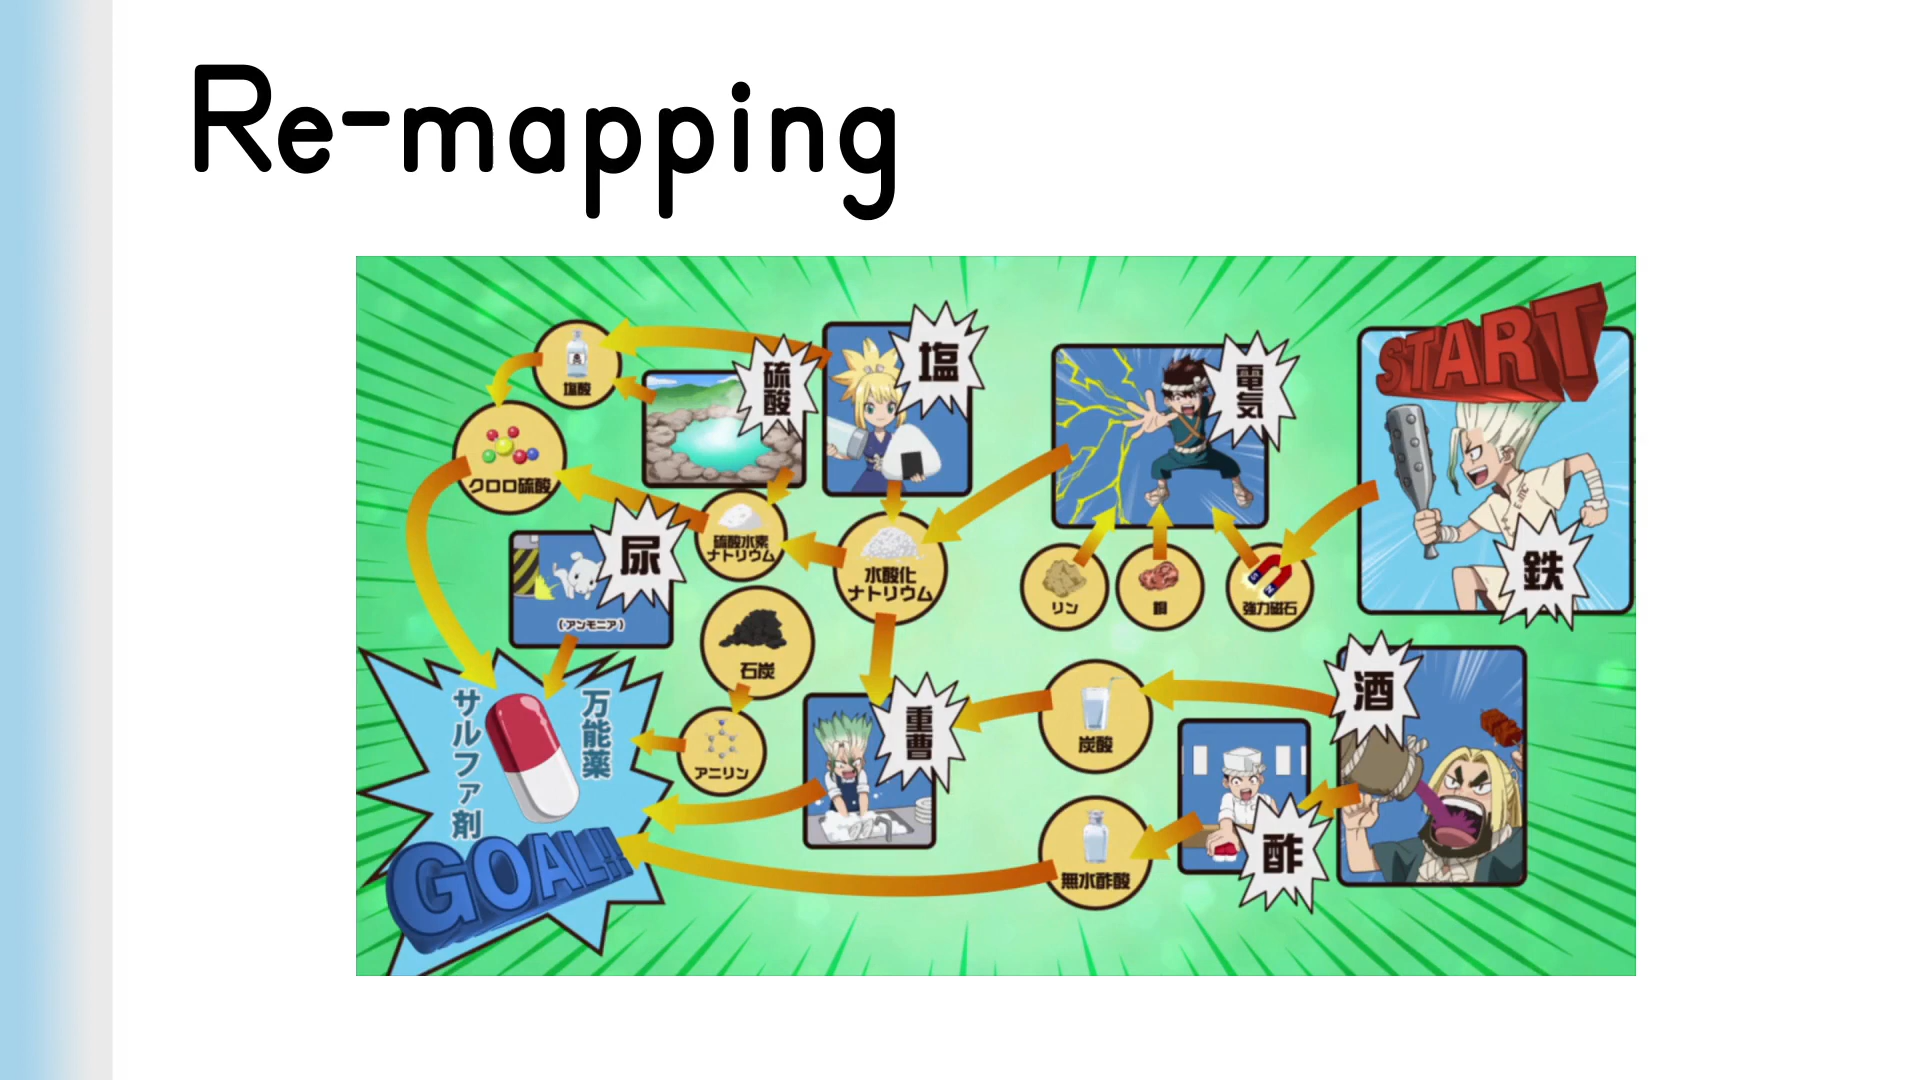 Re-mapping
START
鉄
電気
塩
硫酸
塩酸
クロロ硫酸
硫酸水素
ナトリウム
水酸化
ナトリウム
リン
銅
強力磁石
尿
(アンモニア)
石炭
アニリン
重曹
炭酸
酒
酢
無水酢酸
万能薬
サルファ剤
GOAL!!